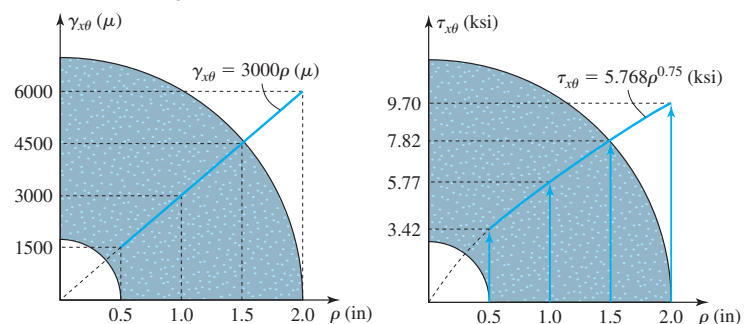 γxθ (μ)
γxθ = 3000ρ (μ)
6000
4500
3000
1500
0.5 1.0 1.5 2.0 ρ (in)
τxθ (ksi)
τxθ = 5.768ρ^0.75 (ksi)
9.70
7.82
5.77
3.42
0.5 1.0 1.5 2.0 ρ (in)